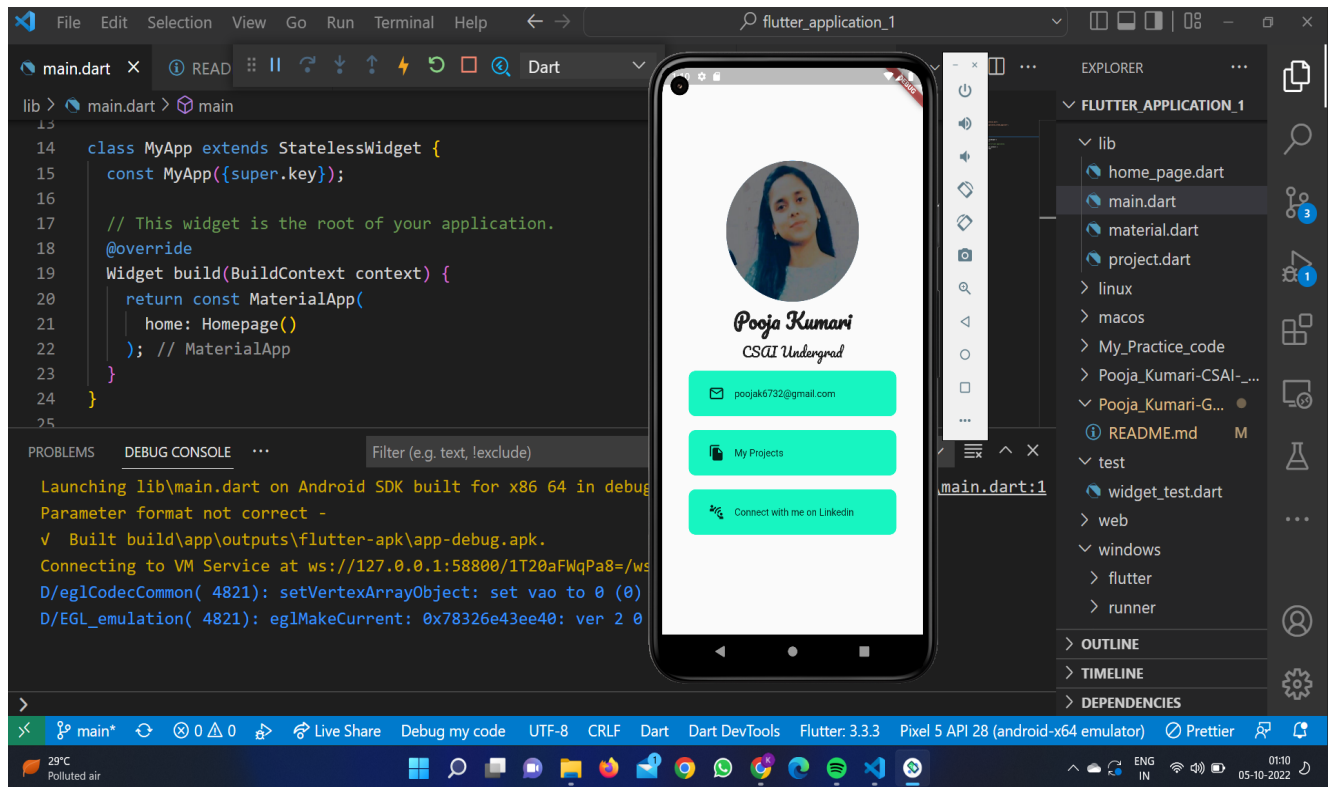 File Edit Selection View Go Run Terminal Help flutter_application_1
main.dart READ Dart
lib > main.dart > main
13
14 class MyApp extends StatelessWidget {
15 const MyApp({super.key});
16
17 // This widget is the root of your application.
18 @override
19 Widget build(BuildContext context) {
20 return const MaterialApp(
21 home: Homepage()
22 ); // MaterialApp
23 }
24 }
25
PROBLEMS DEBUG CONSOLE ... Filter (e.g. text, !exclude)
Launching lib\main.dart on Android SDK built for x86 64 in debug
main.dart:1
Parameter format not correct -
√ Built build\app\outputs\flutter-apk\app-debug.apk.
Connecting to VM Service at ws://127.0.0.1:58800/1T20aFWqPa8=/ws
D/eglCodecCommon( 4821): setVertexArrayObject: set vao to 0 (0)
D/EGL_emulation( 4821): eglMakeCurrent: 0x78326e43ee40: ver 2 0
DEBUG
Pooja Kumari
CSAI Undergrad
poojak6732@gmail.com
My Projects
Connect with me on Linkedin
EXPLORER ...
FLUTTER_APPLICATION_1
lib
home_page.dart
main.dart
material.dart
project.dart
linux
macos
My_Practice_code
Pooja_Kumari-CSAI-_...
Pooja_Kumari-G...
README.md M
test
widget_test.dart
web
windows
flutter
runner
OUTLINE
TIMELINE
DEPENDENCIES
3
1
main* 0 0 Live Share Debug my code UTF-8 CRLF Dart Dart DevTools Flutter: 3.3.3 Pixel 5 API 28 (android-x64 emulator) Prettier
29°C
Polluted air
1
K
ENG
IN
01:10
05-10-2022